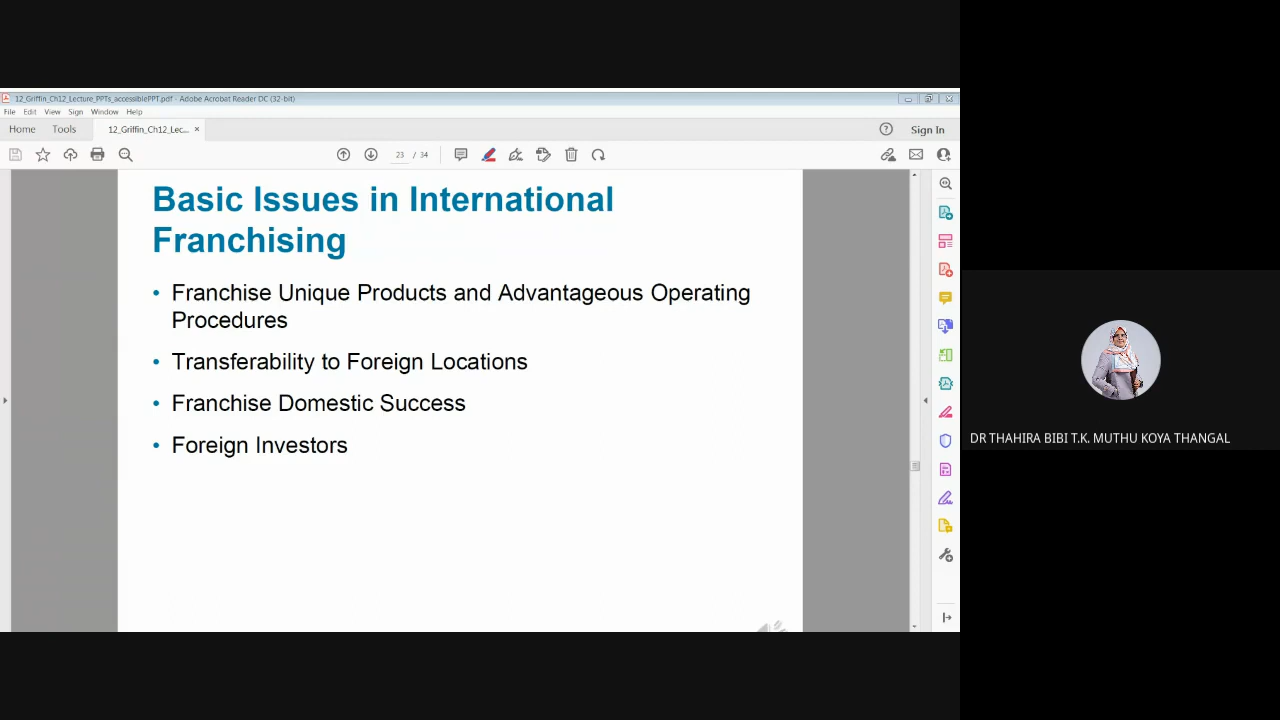 12_Griffin_Ch12_Lecture_PPTs_accessiblePPT.pdf - Adobe Acrobat Reader DC (32-bit)
File Edit View Sign Window Help
Home Tools 12_Griffin_Ch12_Lec... × Sign In
23 / 34
Basic Issues in International
Franchising
• Franchise Unique Products and Advantageous Operating
Procedures
• Transferability to Foreign Locations
• Franchise Domestic Success
• Foreign Investors
DR THAHIRA BIBI T.K. MUTHU KOYA THANGAL